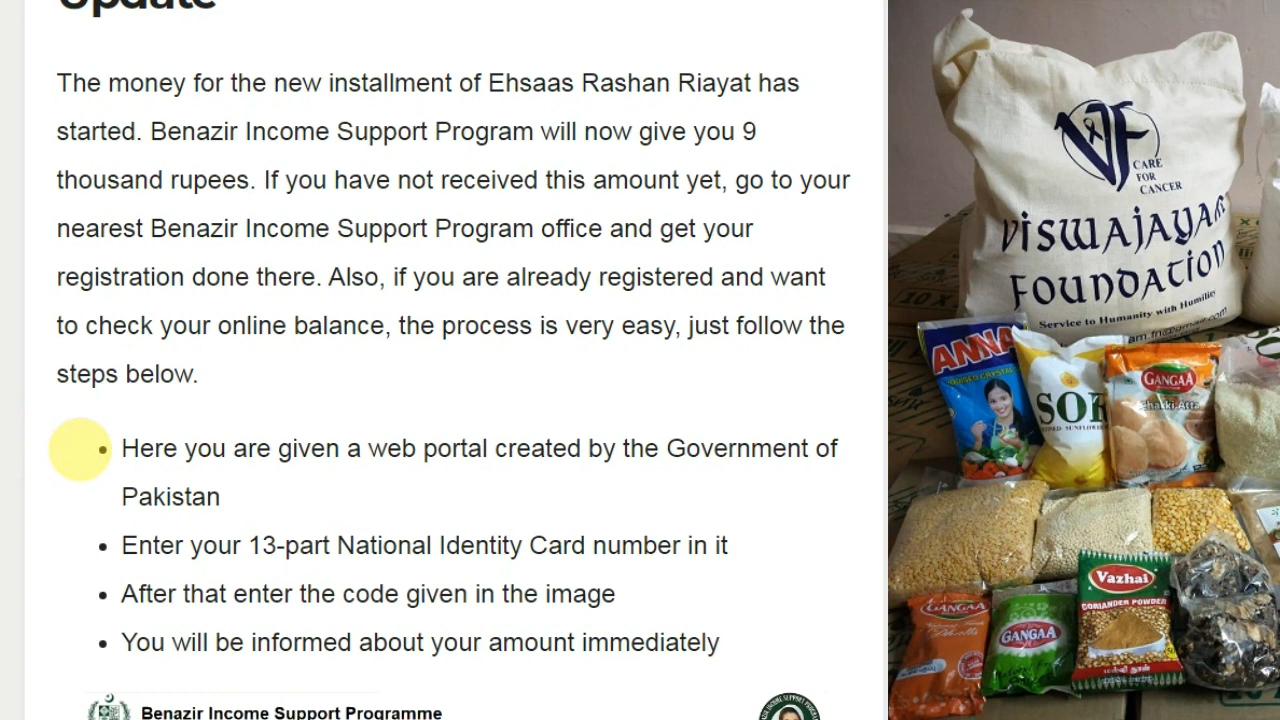 Update
The money for the new installment of Ehsaas Rashan Riayat has
started. Benazir Income Support Program will now give you 9
thousand rupees. If you have not received this amount yet, go to your
nearest Benazir Income Support Program office and get your
registration done there. Also, if you are already registered and want
to check your online balance, the process is very easy, just follow the
steps below.
Here you are given a web portal created by the Government of
Pakistan
Enter your 13-part National Identity Card number in it
After that enter the code given in the image
You will be informed about your amount immediately
Benazir Income Support Programme
VF
CARE
FOR
CANCER
VISWAJAYAR
FOUNDATION
Service to Humanity with Humility
ANNA
SOR
GANGAA
Chakki Atta
GANGAA
GANGAA
Vazhai
CORIANDER POWDER
மல்லி தூள்